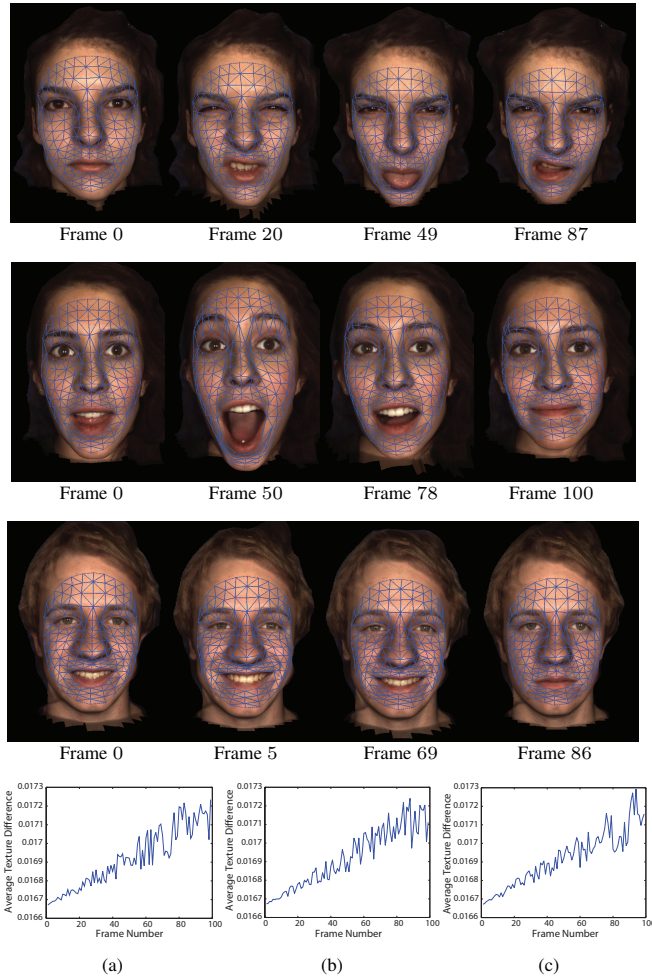 Frame 0 Frame 20 Frame 49 Frame 87
Frame 0 Frame 50 Frame 78 Frame 100
Frame 0 Frame 5 Frame 69 Frame 86
Average Texture Difference
0.0173
0.0172
0.0171
0.017
0.0169
0.0168
0.0167
0.0166
0 20 40 60 80 100
Frame Number
Average Texture Difference
0.0173
0.0172
0.0171
0.017
0.0169
0.0168
0.0167
0.0166
0 20 40 60 80 100
Frame Number
Average Texture Difference
0.0173
0.0172
0.0171
0.017
0.0169
0.0168
0.0167
0.0166
0 20 40 60 80 100
Frame Number
(a) (b) (c)